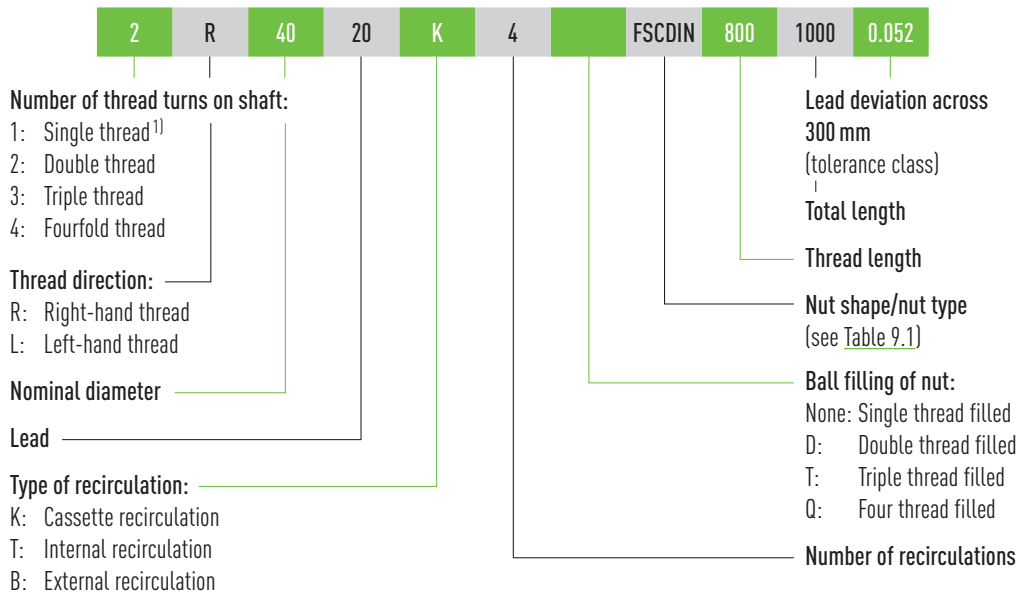 2 R 40 20 K 4 FSCDIN 800 1000 0.052
Number of thread turns on shaft:
1: Single thread 1)
2: Double thread
3: Triple thread
4: Fourfold thread
Thread direction:
R: Right-hand thread
L: Left-hand thread
Nominal diameter
Lead
Type of recirculation:
K: Cassette recirculation
T: Internal recirculation
B: External recirculation
Lead deviation across
300 mm
(tolerance class)
Total length
Thread length
Nut shape/nut type
(see Table 9.1)
Ball filling of nut:
None: Single thread filled
D: Double thread filled
T: Triple thread filled
Q: Four thread filled
Number of recirculations